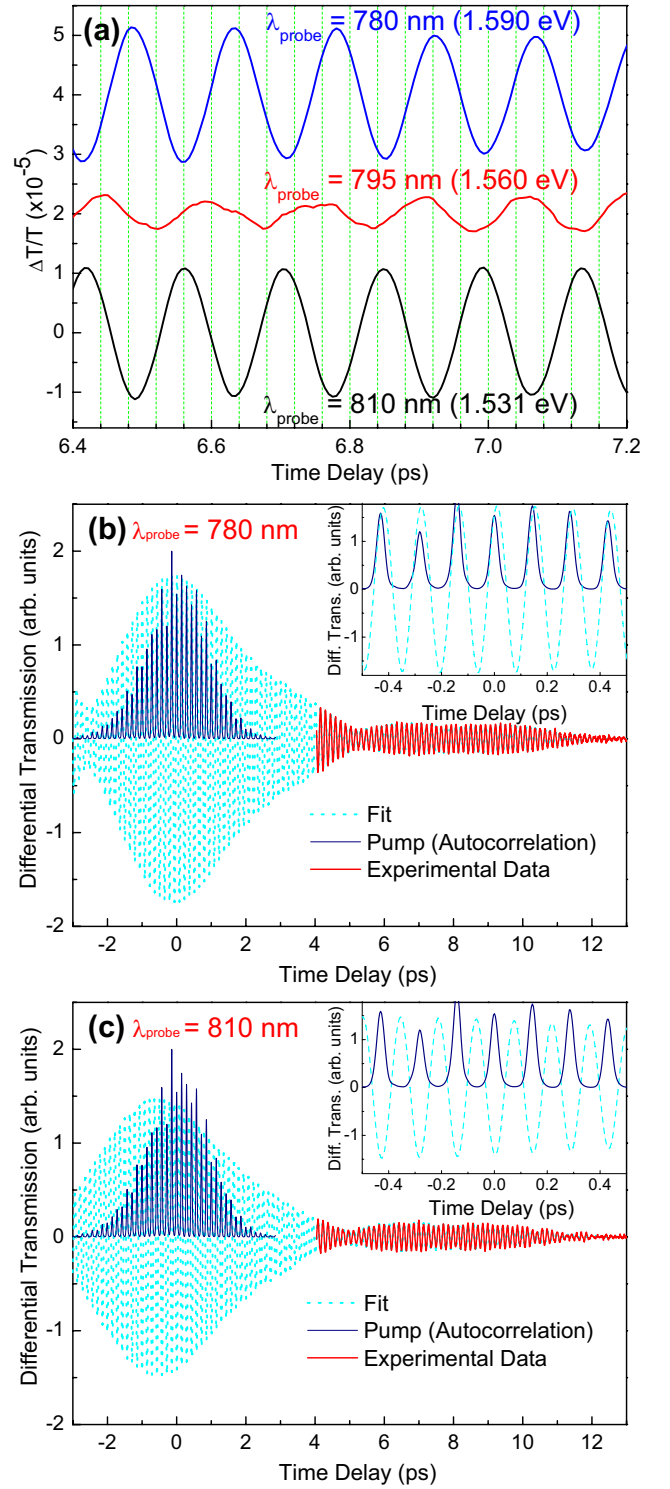 (a)
λprobe = 780 nm (1.590 eV)
λprobe = 795 nm (1.560 eV)
λprobe = 810 nm (1.531 eV)
ΔT/T (x10-5)
5
4
3
2
1
0
-1
6.4 6.6 6.8 7.0 7.2
Time Delay (ps)
(b) λprobe = 780 nm
Differential Transmission (arb. units)
2
1
0
-1
-2
Diff. Trans. (arb. units)
1
0
-1
-0.4 -0.2 0.0 0.2 0.4
Time Delay (ps)
Fit
Pump (Autocorrelation)
Experimental Data
-2 0 2 4 6 8 10 12
Time Delay (ps)
(c) λprobe = 810 nm
Differential Transmission (arb. units)
2
1
0
-1
-2
Diff. Trans. (arb. units)
1
0
-1
-0.4 -0.2 0.0 0.2 0.4
Time Delay (ps)
Fit
Pump (Autocorrelation)
Experimental Data
-2 0 2 4 6 8 10 12
Time Delay (ps)